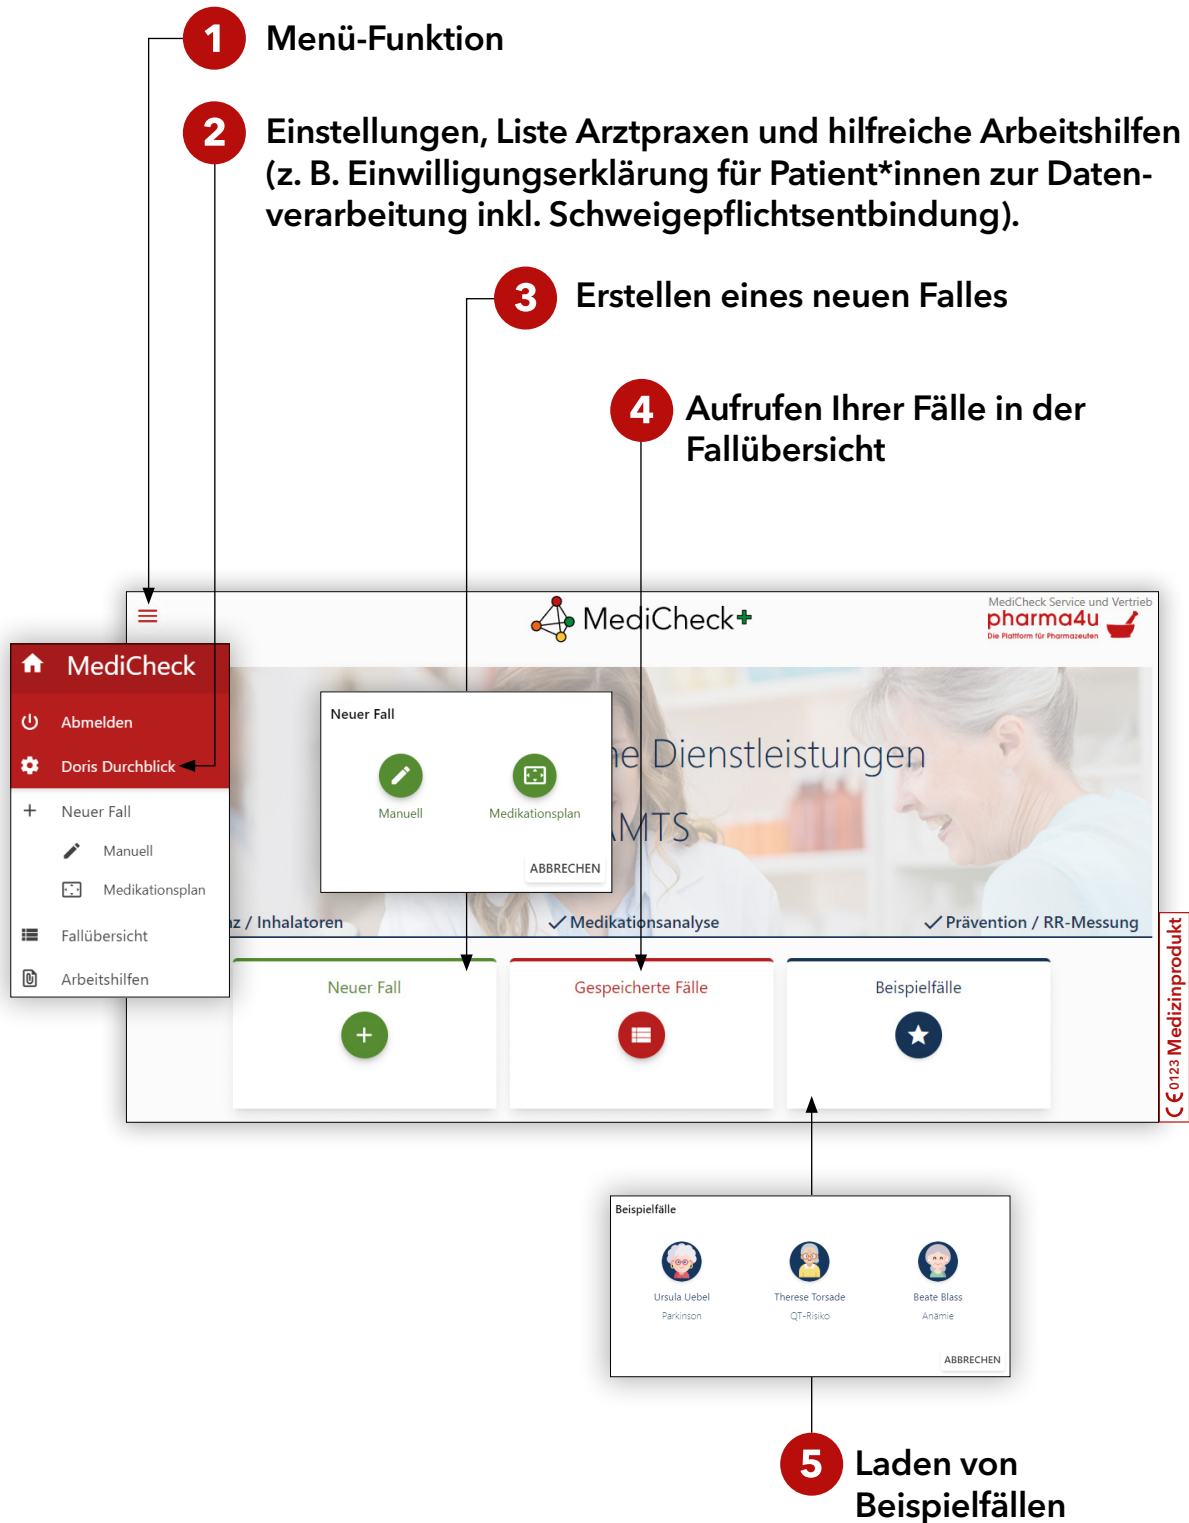 1 Menü-Funktion
2 Einstellungen, Liste Arztpraxen und hilfreiche Arbeitshilfen
(z. B. Einwilligungserklärung für Patient*innen zur Daten-
verarbeitung inkl. Schweigepflichtsentbindung).
3 Erstellen eines neuen Falles
4 Aufrufen Ihrer Fälle in der
Fallübersicht
MediCheck+
MediCheck Service und Vertrieb
pharma4u
Die Plattform für Pharmazeuten
MediCheck
Abmelden
Doris Durchblick
Neuer Fall
Manuell
Medikationsplan
Fallübersicht
Arbeitshilfen
Neuer Fall
Manuell
Medikationsplan
ABBRECHEN
ne Dienstleistungen
AMTS
nz / Inhalatoren
Medikationsanalyse
Prävention / RR-Messung
Neuer Fall
Gespeicherte Fälle
Beispielfälle
CE 0123 Medizinprodukt
Beispielfälle
Ursula Uebel
Parkinson
Therese Torsade
QT-Risiko
Beate Blass
Anämie
ABBRECHEN
5 Laden von
Beispielfällen